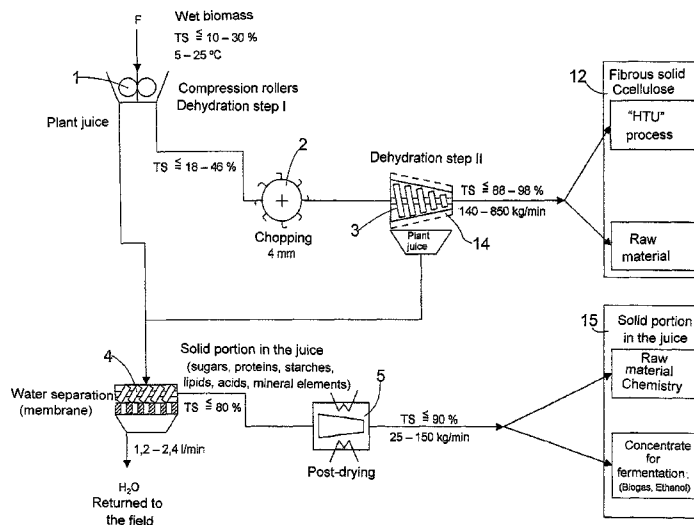 F
Wet biomass
TS ≦ 10 – 30 %
5 – 25 ºC
1
Compression rollers
Dehydration step I
Plant juice
TS ≦ 18 – 46 %
2
Chopping
4 mm
Dehydration step II
TS ≦ 88 – 98 %
140 – 850 kg/min
3
14
Plant
juice
12
Fibrous solid
Ccellulose
"HTU"
process
Raw
material
4
Water separation
(membrane)
Solid portion in the juice
(sugars, proteins, starches,
lipids, acids, mineral elements)
TS ≦ 80 %
1,2 – 2,4 l/min
H₂O
Returned to
the field
5
Post-drying
TS ≦ 90 %
25 – 150 kg/min
15
Solid portion
in the juice
Raw
material
Chemistry
Concentrate
for
fermentation:
(Biogas, Ethanol)